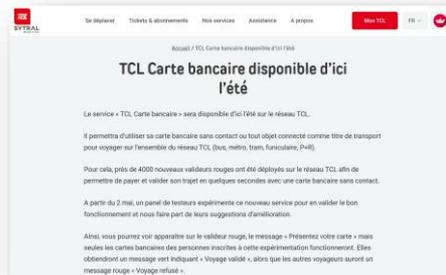 Se déplacer Tickets & abonnements Nos services Assistance A propos Mon TCL FR
SYTRAL
Accueil / TCL Carte bancaire disponible d'ici l'été
TCL Carte bancaire disponible d'ici
l'été
Le service « TCL Carte bancaire » sera disponible d'ici l'été sur le réseau TCL.
Il permettra d'utiliser sa carte bancaire sans contact ou tout objet connecté comme titre de transport
pour voyager sur l'ensemble du réseau TCL (bus, métro, tram, funiculaire, P+R).
Pour cela, près de 4000 nouveaux valideurs rouges ont été déployés sur le réseau TCL afin de
permettre de payer et valider son trajet en quelques secondes avec une carte bancaire sans contact.
A partir du 2 mai, un panel de testeurs expérimente ce nouveau service pour en valider le bon
fonctionnement et nous faire part de leurs suggestions d'amélioration.
Ainsi, vous pourrez voir apparaître sur le valideur rouge, le message « Présentez votre carte » mais
seules les cartes bancaires des personnes inscrites à cette expérimentation fonctionneront. Elles
obtiendront un message vert indiquant « Voyage validé », alors que les autres voyageurs auront un
message rouge « Voyage refusé ».